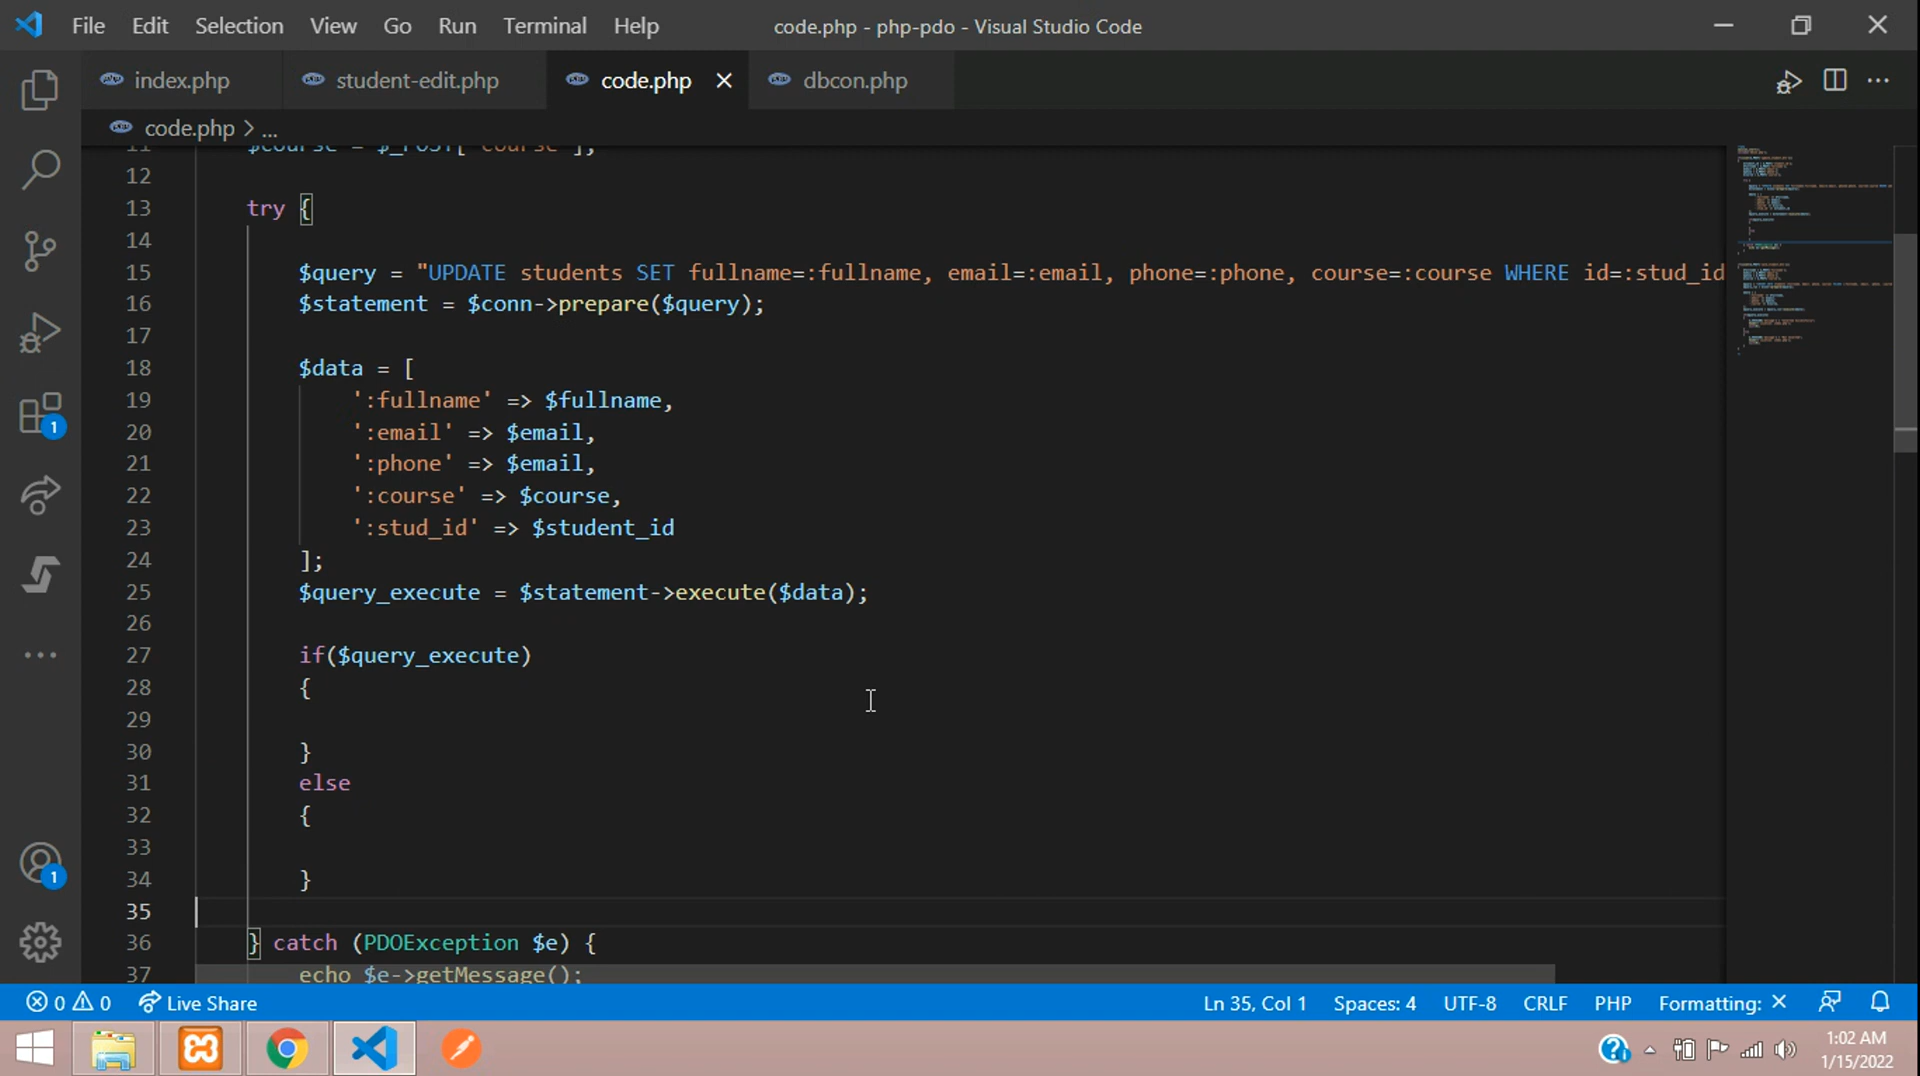 File Edit Selection View Go Run Terminal Help code.php - php-pdo - Visual Studio Code
index.php student-edit.php code.php dbcon.php
code.php > ...
11 $course = $_POST['course'];
12
13 try {
14
15 $query = "UPDATE students SET fullname=:fullname, email=:email, phone=:phone, course=:course WHERE id=:stud_id
16 $statement = $conn->prepare($query);
17
18 $data = [
19 ':fullname' => $fullname,
20 ':email' => $email,
21 ':phone' => $email,
22 ':course' => $course,
23 ':stud_id' => $student_id
24 ];
25 $query_execute = $statement->execute($data);
26
27 if($query_execute)
28 {
29
30 }
31 else
32 {
33
34 }
35
36 } catch (PDOException $e) {
37 echo $e->getMessage();
1
1
0 0 Live Share Ln 35, Col 1 Spaces: 4 UTF-8 CRLF PHP Formatting: ×
1:02 AM
1/15/2022